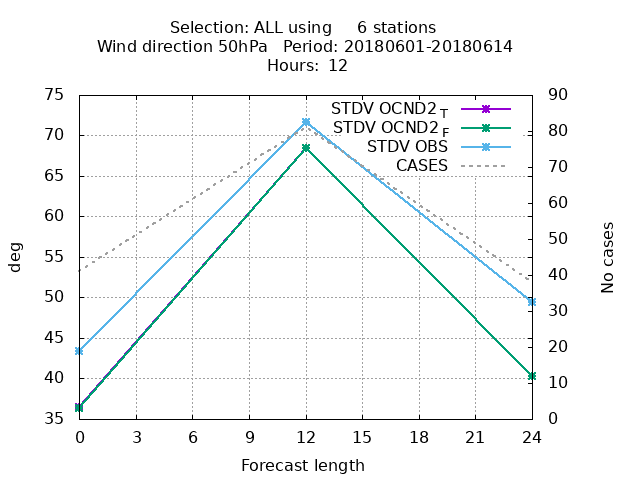 Selection: ALL using     6 stations
Wind direction 50hPa   Period: 20180601-20180614
Hours:  12
75
70
65
60
55
50
45
40
35
deg
90
80
70
60
50
40
30
20
10
0
No cases
STDV OCND2 T
STDV OCND2 F
STDV OBS
CASES
0 3 6 9 12 15 18 21 24
Forecast length